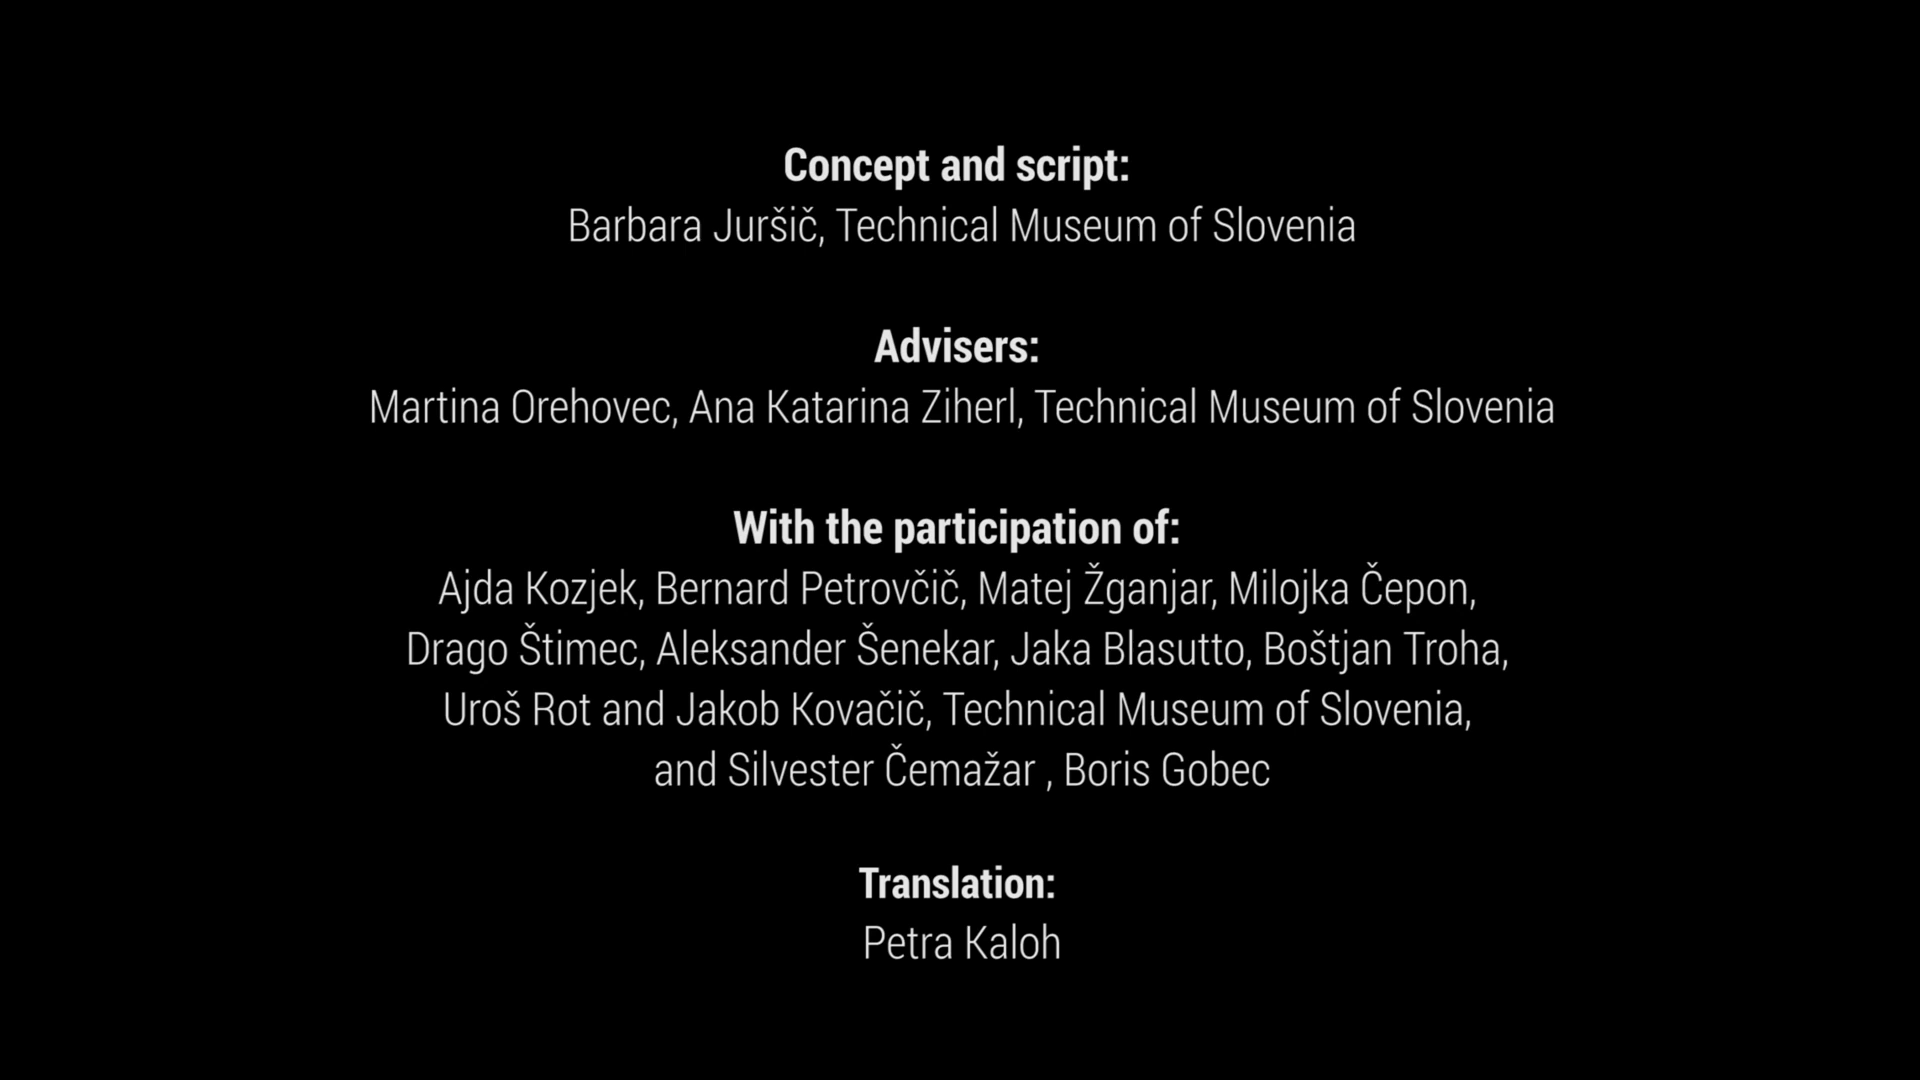 Concept and script:
Barbara Juršič, Technical Museum of Slovenia
Advisers:
Martina Orehovec, Ana Katarina Ziherl, Technical Museum of Slovenia
With the participation of:
Ajda Kozjek, Bernard Petrovčič, Matej Žganjar, Milojka Čepon,
Drago Štimec, Aleksander Šenekar, Jaka Blasutto, Boštjan Troha,
Uroš Rot and Jakob Kovačič, Technical Museum of Slovenia,
and Silvester Čemažar , Boris Gobec
Translation:
Petra Kaloh